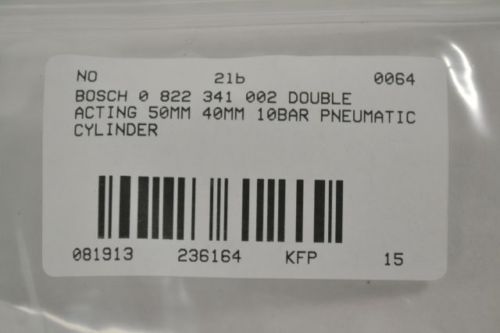 NO 21b 0064
BOSCH 0 822 341 002 DOUBLE
ACTING 50MM 40MM 10BAR PNEUMATIC
CYLINDER
081913 236164 KFP 15